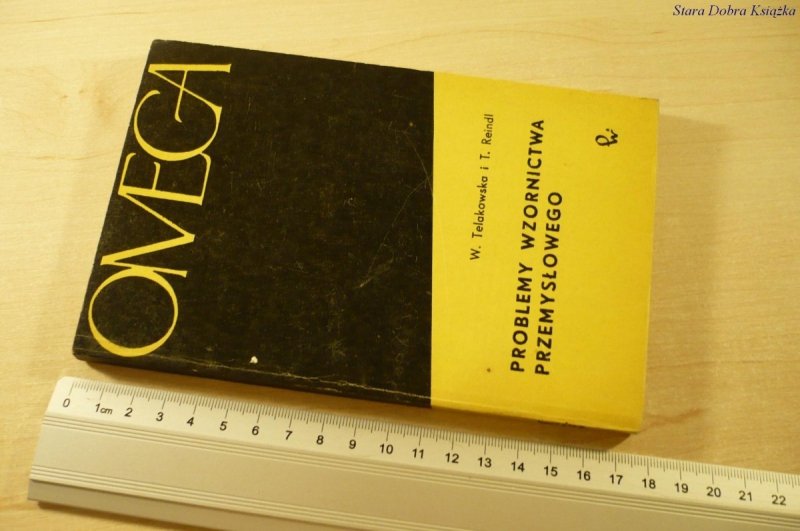 Stara Dobra Książka
OMEGA
W. Telakowska i T. Reindl
PROBLEMY WZORNICTWA
PRZEMYSŁOWEGO
0 1cm 2 3 4 5 6 7 8 9 10 11 12 13 14 15 16 17 18 19 20 21 22